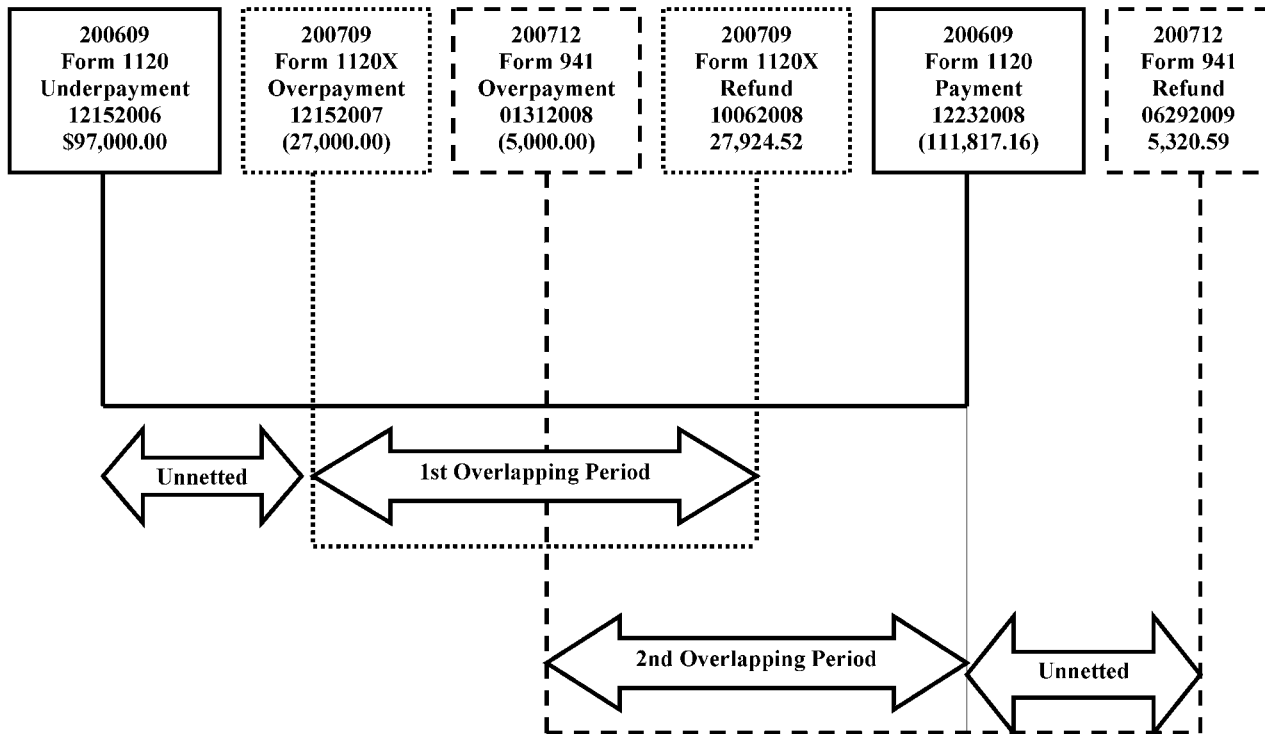 200609
Form 1120
Underpayment
12152006
$97,000.00
200709
Form 1120X
Overpayment
12152007
(27,000.00)
200712
Form 941
Overpayment
01312008
(5,000.00)
200709
Form 1120X
Refund
10062008
27,924.52
200609
Form 1120
Payment
12232008
(111,817.16)
200712
Form 941
Refund
06292009
5,320.59
Unnetted
1st Overlapping Period
2nd Overlapping Period
Unnetted